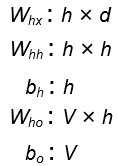 Whx: h × d
Whh: h × h
bh: h
Who: V × h
bo: V